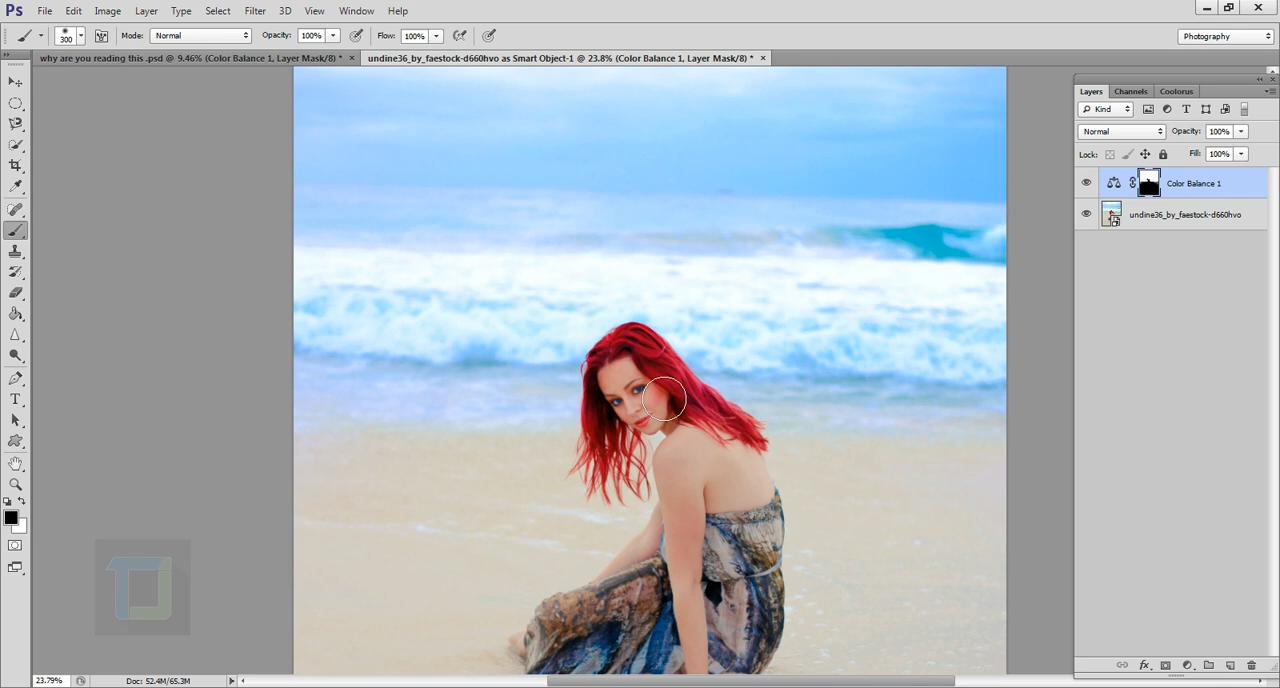 Ps File Edit Image Layer Type Select Filter 3D View Window Help
300 Mode: Normal Opacity: 100% Flow: 100% Photography
why are you reading this .psd @ 9.46% (Color Balance 1, Layer Mask/8) * × undine36_by_faestock-d660hvo as Smart Object-1 @ 23.8% (Color Balance 1, Layer Mask/8) * ×
Layers Channels Coolorus
Kind
Normal Opacity: 100%
Lock: Fill: 100%
Color Balance 1
undine36_by_faestock-d660hvo
23.79% Doc: 52.4M/65.3M